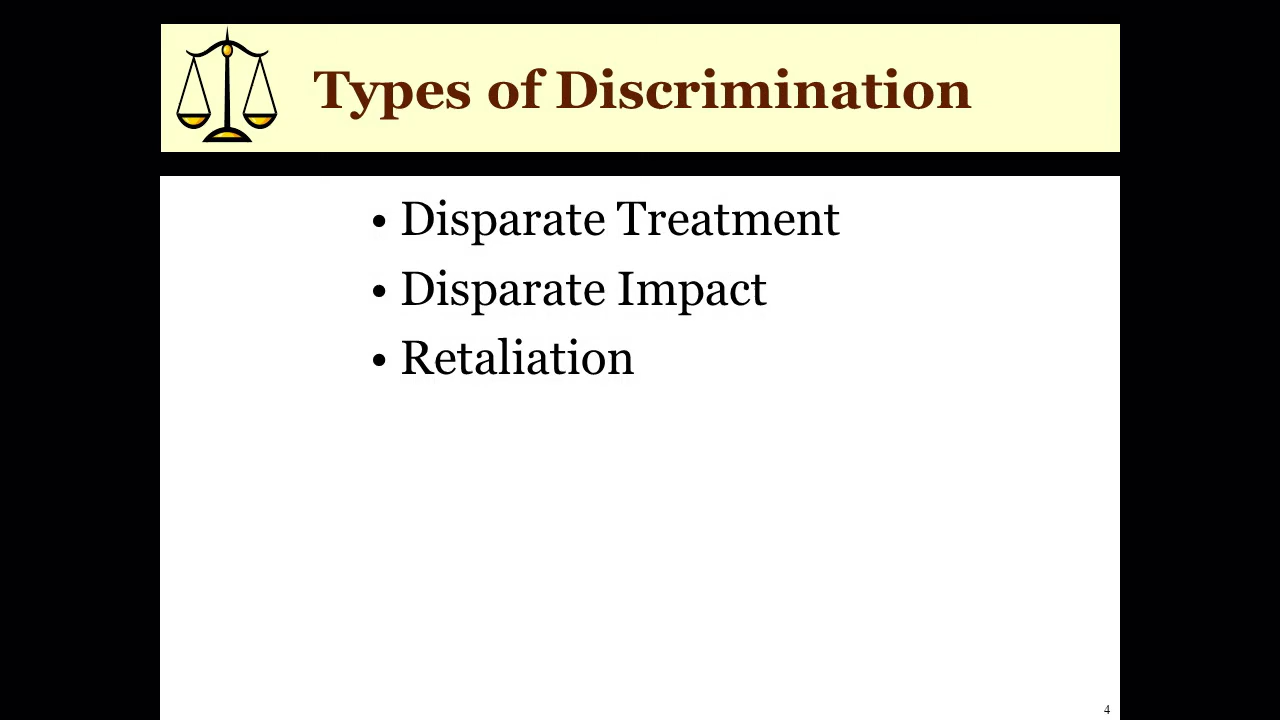 Types of Discrimination
• Disparate Treatment
• Disparate Impact
• Retaliation
4